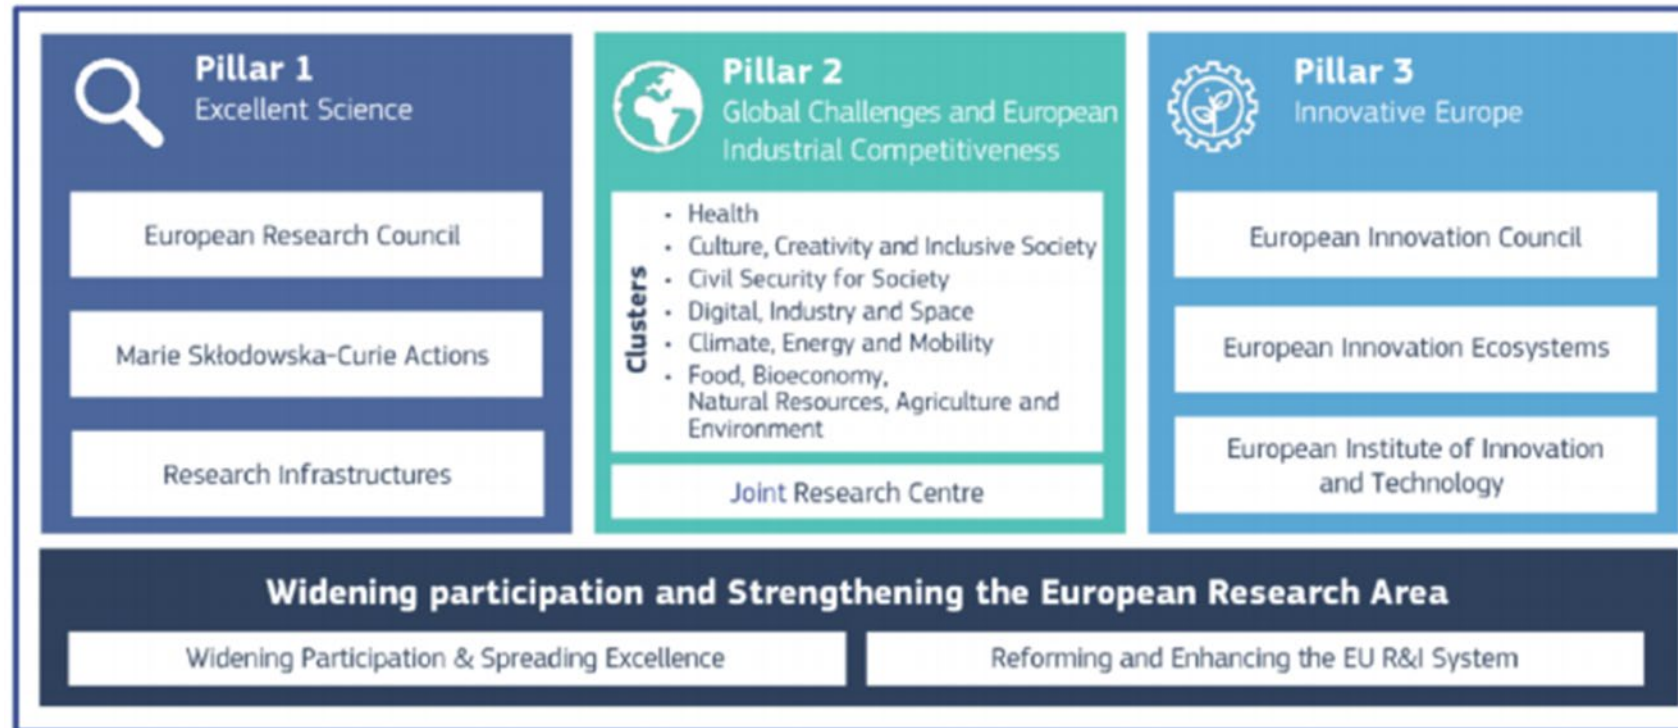 Pillar 1
Excellent Science
European Research Council
Marie Skłodowska-Curie Actions
Research Infrastructures
Pillar 2
Global Challenges and European
Industrial Competitiveness
Clusters
• Health
• Culture, Creativity and Inclusive Society
• Civil Security for Society
• Digital, Industry and Space
• Climate, Energy and Mobility
• Food, Bioeconomy,
Natural Resources, Agriculture and
Environment
Joint Research Centre
Pillar 3
Innovative Europe
European Innovation Council
European Innovation Ecosystems
European Institute of Innovation
and Technology
Widening participation and Strengthening the European Research Area
Widening Participation & Spreading Excellence
Reforming and Enhancing the EU R&I System